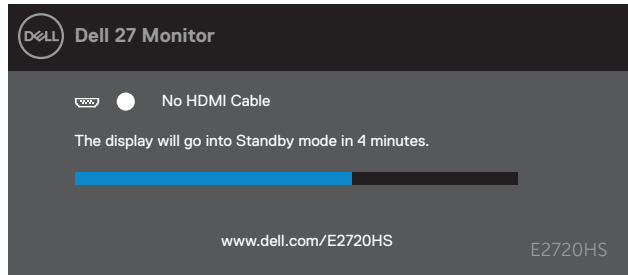 DELL Dell 27 Monitor
No HDMI Cable
The display will go into Standby mode in 4 minutes.
www.dell.com/E2720HS
E2720HS